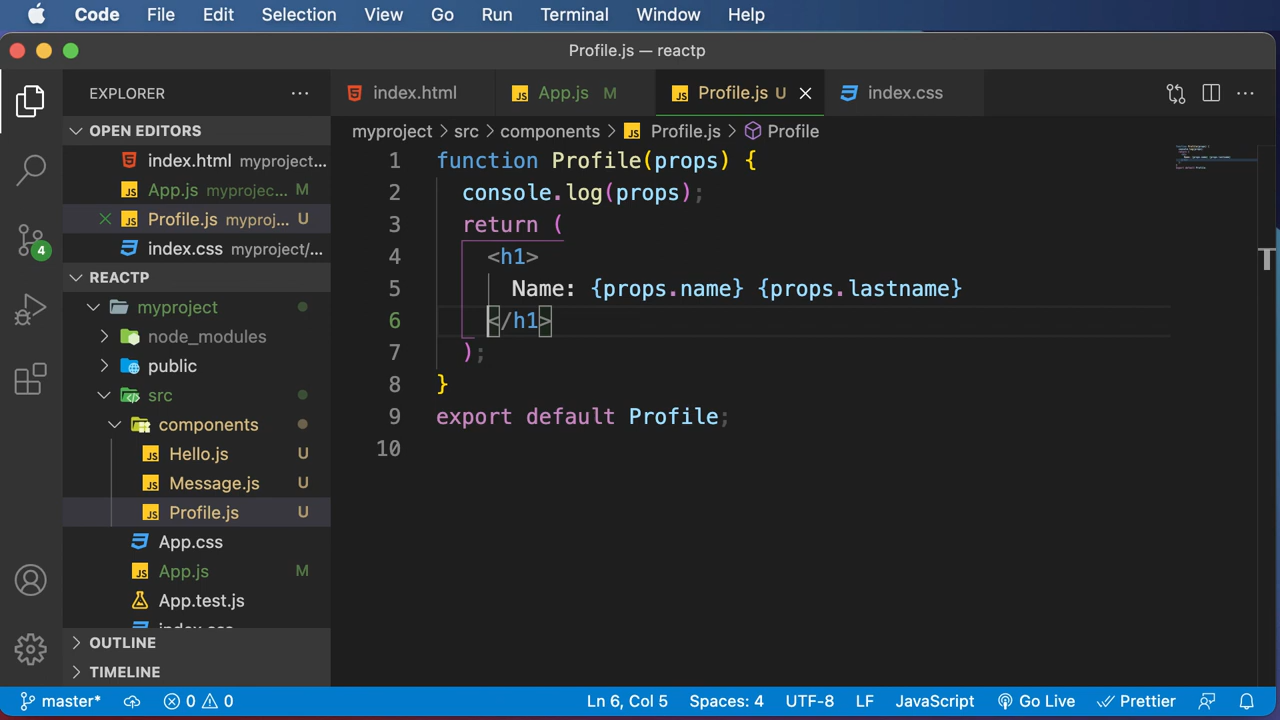 Code File Edit Selection View Go Run Terminal Window Help
Profile.js — reactp
EXPLORER
index.html
App.js M
Profile.js U
index.css
OPEN EDITORS
index.html myproject...
App.js myprojec... M
Profile.js myproj... U
index.css myproject/...
REACTP
myproject
node_modules
public
src
components
Hello.js U
Message.js U
Profile.js U
App.css
App.js M
App.test.js
index.css
OUTLINE
TIMELINE
myproject > src > components > Profile.js > Profile
1 function Profile(props) {
2 console.log(props);
3 return (
4 <h1>
5 Name: {props.name} {props.lastname}
6 </h1>
7 );
8 }
9 export default Profile;
10
4
T
master* 0 0 Ln 6, Col 5 Spaces: 4 UTF-8 LF JavaScript Go Live Prettier